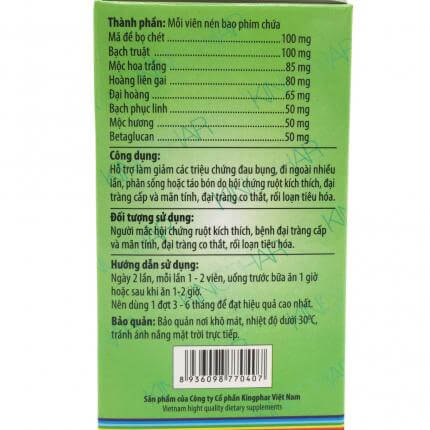 Thành phần: Mỗi viên nén bao phim chứa
Mã đề bọ chét ........ 100 mg
Bạch truật ........ 100 mg
Mộc hoa trắng ........ 85 mg
Hoàng liên gai ........ 80 mg
Đại hoàng ........ 65 mg
Bạch phục linh ........ 50 mg
Mộc hương ........ 50 mg
Betaglucan ........ 50 mg
Công dụng:
Hỗ trợ làm giảm các triệu chứng đau bụng, đi ngoài nhiều
lần, phân sống hoặc táo bón do hội chứng ruột kích thích, đại
tràng cấp và mãn tính, đại tràng co thắt, rối loạn tiêu hóa.
Đối tượng sử dụng:
Người mắc hội chứng ruột kích thích, bệnh đại tràng cấp
và mãn tính, đại tràng co thắt, rối loạn tiêu hóa.
Hướng dẫn sử dụng:
Ngày 2 lần, mỗi lần 1 - 2 viên, uống trước bữa ăn 1 giờ
hoặc sau khi ăn 1-2 giờ.
Nên dùng 1 đợt 3 - 6 tháng để đạt hiệu quả cao nhất.
Bảo quản: Bảo quản nơi khô mát, nhiệt độ dưới 30⁰C,
tránh ánh nắng mặt trời trực tiếp.
8 936098 770407
Sản phẩm của Công ty Cổ phần Kingphar Việt Nam
Vietnam hight quality dietary supplements